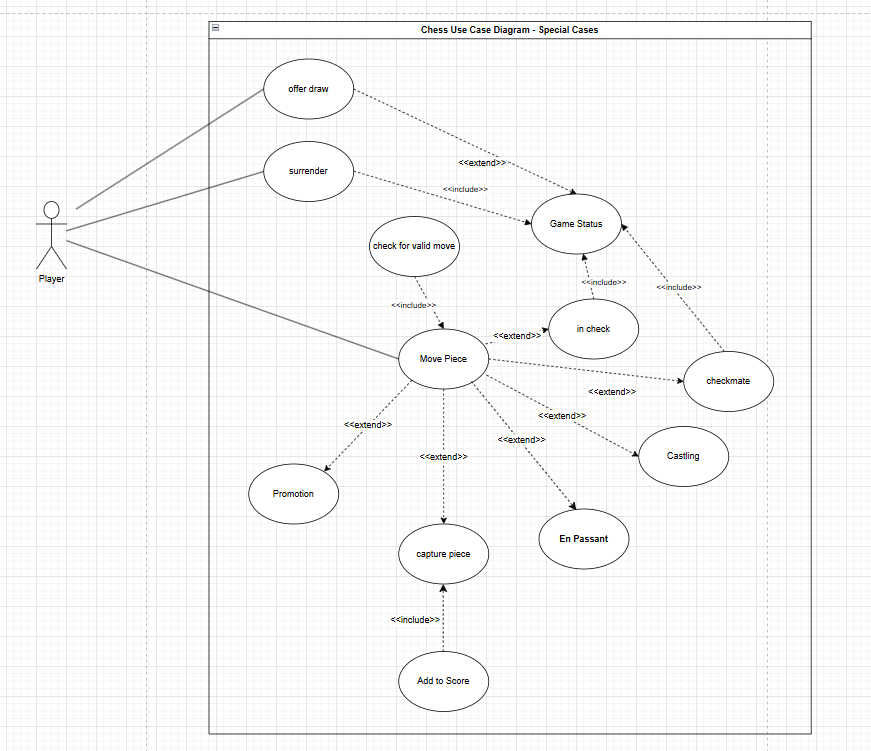 Chess Use Case Diagram - Special Cases
offer draw
<<extend>>
surrender
<<include>>
Game Status
check for valid move
Player
<<include>>
<<include>>
<<include>>
in check
<<extend>>
Move Piece
checkmate
<<extend>>
<<extend>>
<<extend>>
<<extend>>
<<extend>>
Castling
Promotion
En Passant
capture piece
<<include>>
Add to Score